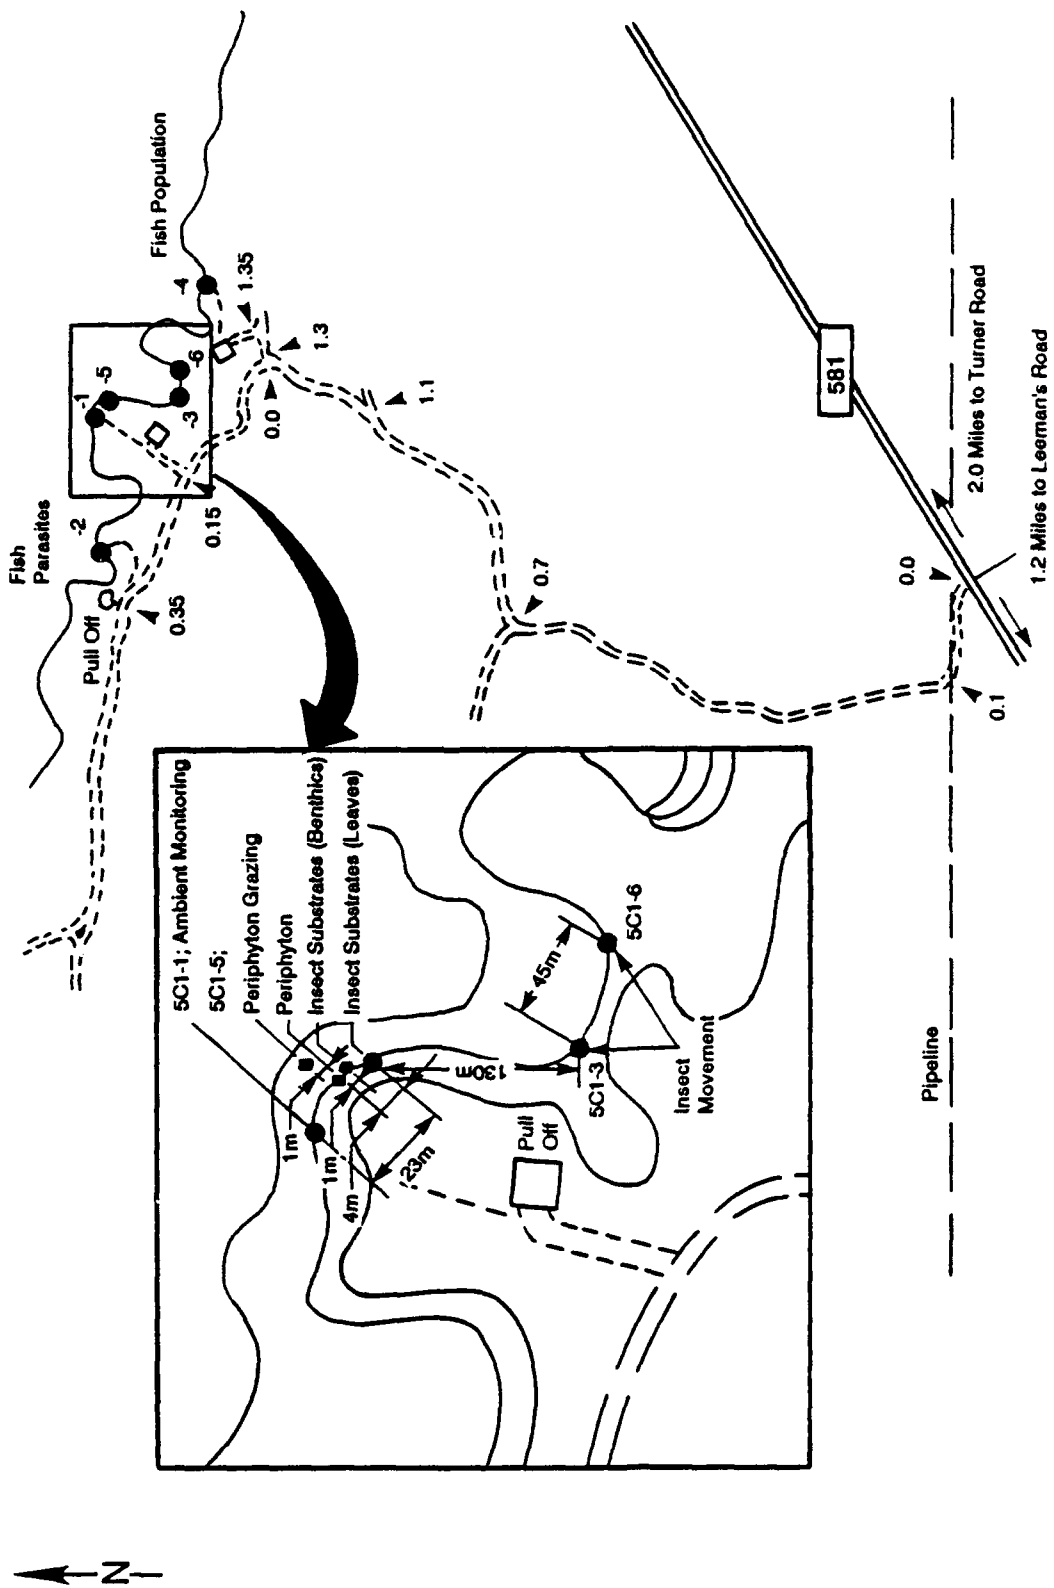 N
Fish
Parasites
Fish Population
Pull Off
-2
-1
-5
-3
-6
-4
0.35
0.15
0.0
1.35
1.3
1.1
0.7
581
2.0 Miles to Turner Road
1.2 Miles to Leeman's Road
0.0
0.1
Pipeline
5C1-1; Ambient Monitoring
5C1-5;
Periphyton Grazing
Periphyton
Insect Substrates (Benthics)
Insect Substrates (Leaves)
1m
1m
4m
23m
130m
45m
5C1-6
5C1-3
Insect
Movement
Pull
Off